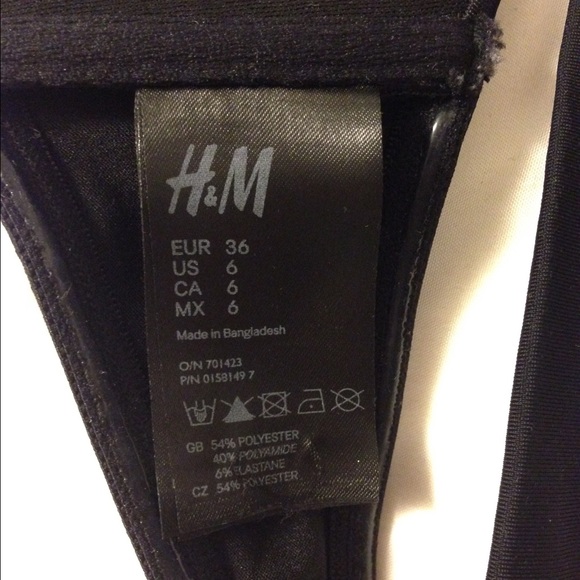 H&M
EUR 36
US 6
CA 6
MX 6
Made in Bangladesh
O/N 701423
P/N 0158149 7
GB 54% POLYESTER
40% POLYAMIDE
6% ELASTANE
CZ 54% POLYESTER